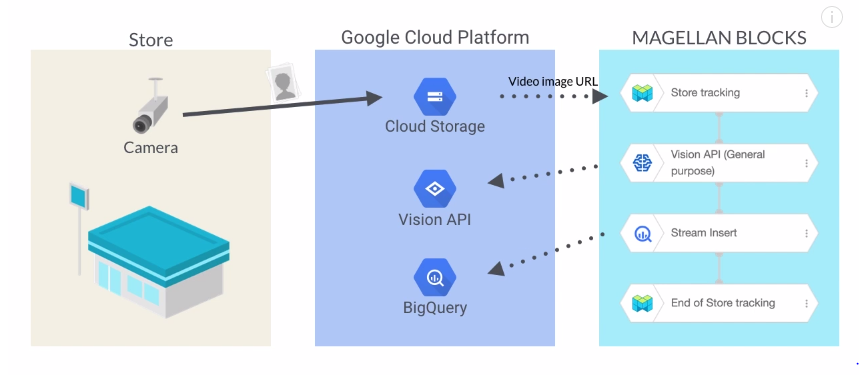 Store
Google Cloud Platform
MAGELLAN BLOCKS
Camera
Cloud Storage
Vision API
BigQuery
Video image URL
Store tracking
Vision API (General
purpose)
Stream Insert
End of Store tracking
.